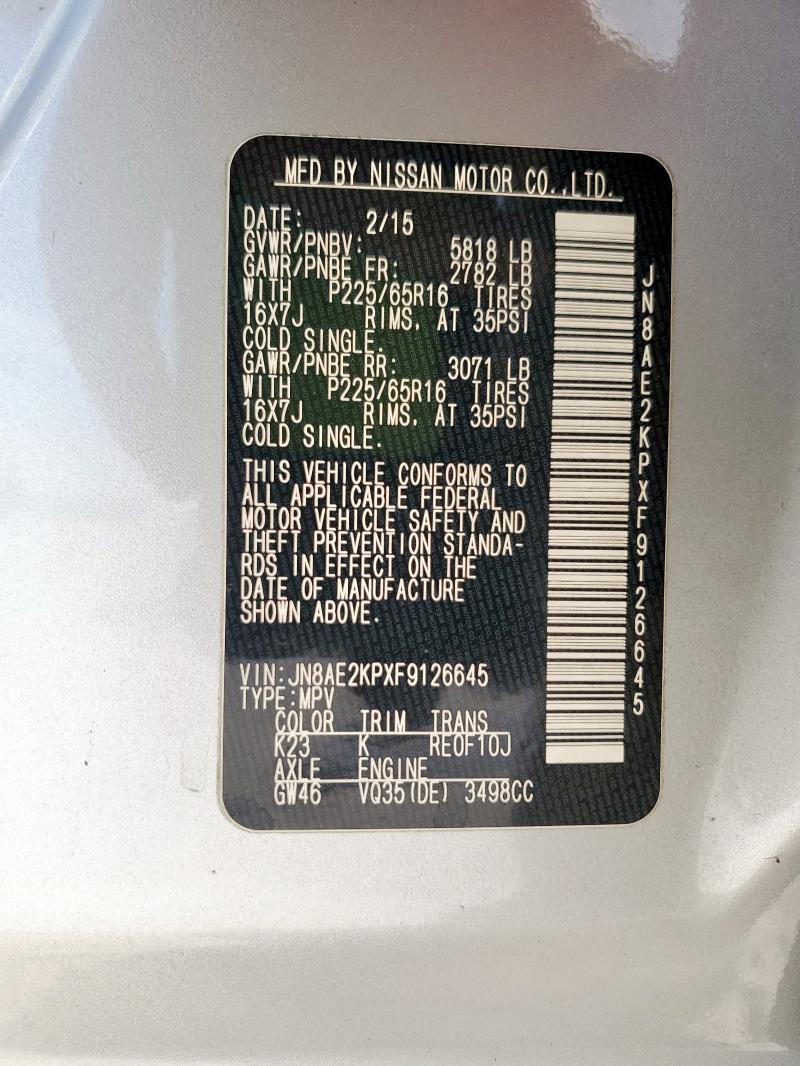 MFD BY NISSAN MOTOR CO.,LTD.
DATE: 2/15
GVWR/PNBV: 5818 LB
GAWR/PNBE FR: 2782 LB
WITH P225/65R16 TIRES
16X7J RIMS, AT 35PSI
COLD SINGLE.
GAWR/PNBE RR: 3071 LB
WITH P225/65R16 TIRES
16X7J RIMS, AT 35PSI
COLD SINGLE.
THIS VEHICLE CONFORMS TO
ALL APPLICABLE FEDERAL
MOTOR VEHICLE SAFETY AND
THEFT PREVENTION STANDA-
RDS IN EFFECT ON THE
DATE OF MANUFACTURE
SHOWN ABOVE.
VIN:JN8AE2KPXF9126645
TYPE:MPV
COLOR TRIM TRANS
K23 K RE0F10J
AXLE ENGINE
GW46 VQ35(DE) 3498CC
JN8AE2KPXF9126645